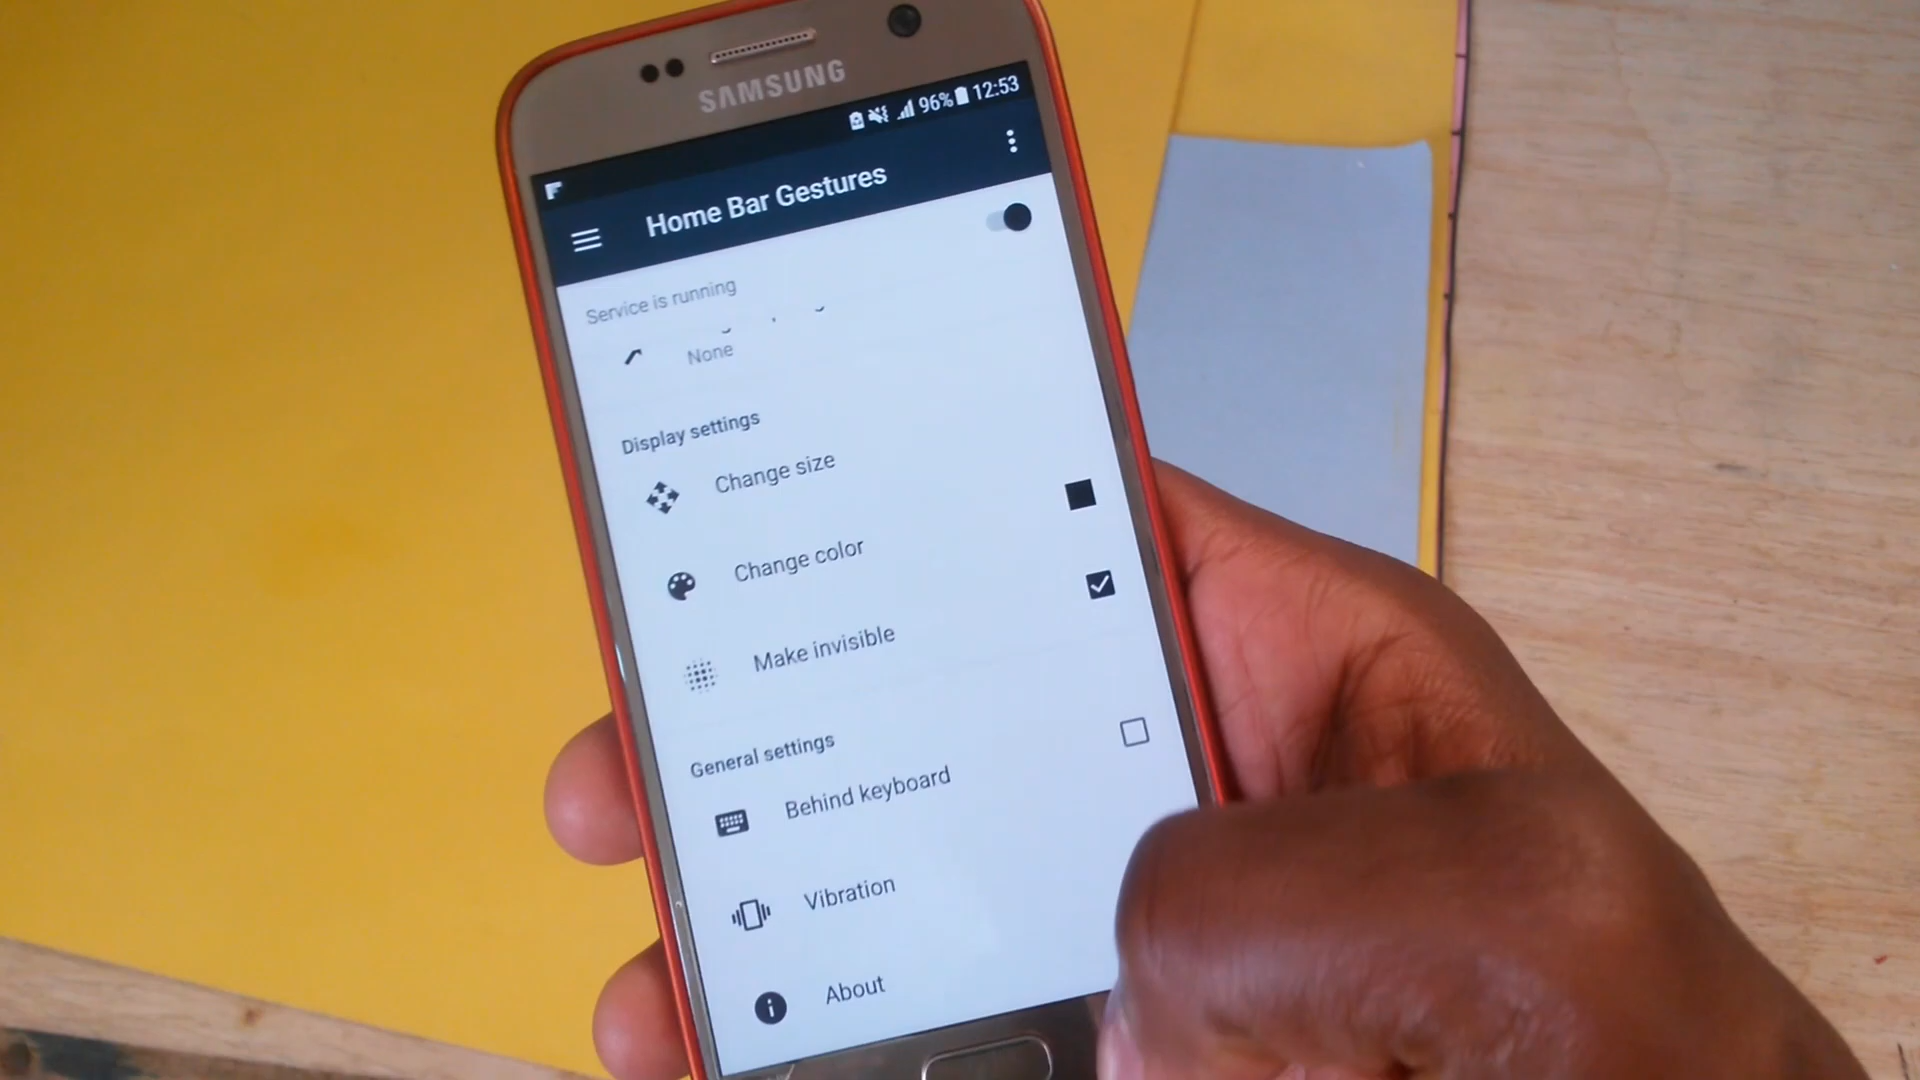 SAMSUNG
96% 12:53
Home Bar Gestures
Service is running
None
Display settings
Change size
Change color
Make invisible
General settings
Behind keyboard
Vibration
About